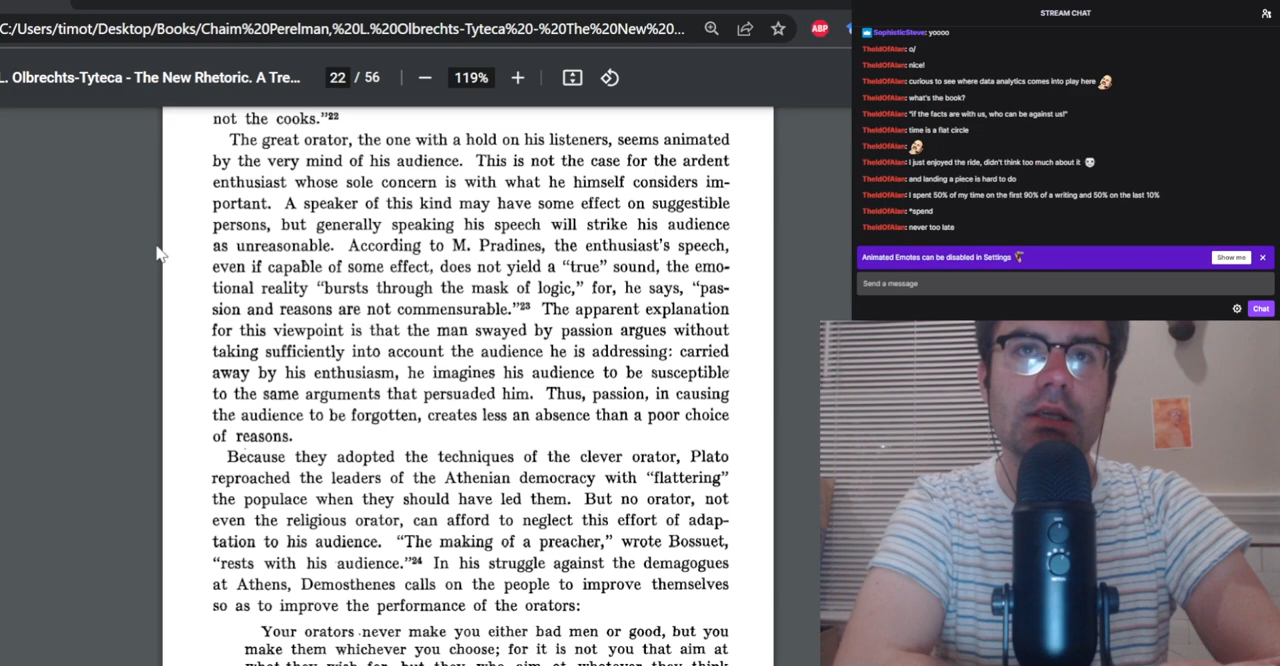 C:/Users/timot/Desktop/Books/Chaim%20Perelman,%20L.%20Olbrechts-Tyteca%20-%20The%20New%20...
ABP
L. Olbrechts-Tyteca - The New Rhetoric. A Tre...
22 / 56
119%
not the cooks."22
The great orator, the one with a hold on his listeners, seems animated
by the very mind of his audience. This is not the case for the ardent
enthusiast whose sole concern is with what he himself considers im-
portant. A speaker of this kind may have some effect on suggestible
persons, but generally speaking his speech will strike his audience
as unreasonable. According to M. Pradines, the enthusiast's speech,
even if capable of some effect, does not yield a "true" sound, the emo-
tional reality "bursts through the mask of logic," for, he says, "pas-
sion and reasons are not commensurable."23 The apparent explanation
for this viewpoint is that the man swayed by passion argues without
taking sufficiently into account the audience he is addressing: carried
away by his enthusiasm, he imagines his audience to be susceptible
to the same arguments that persuaded him. Thus, passion, in causing
the audience to be forgotten, creates less an absence than a poor choice
of reasons.
Because they adopted the techniques of the clever orator, Plato
reproached the leaders of the Athenian democracy with "flattering"
the populace when they should have led them. But no orator, not
even the religious orator, can afford to neglect this effort of adap-
tation to his audience. "The making of a preacher," wrote Bossuet,
"rests with his audience."24 In his struggle against the demagogues
at Athens, Demosthenes calls on the people to improve themselves
so as to improve the performance of the orators:
Your orators never make you either bad men or good, but you
make them whichever you choose; for it is not you that aim at
what they wish for, but they who aim at whatever they think
STREAM CHAT
SophisticSteve: yoooo
TheIdOfAlan: o/
TheIdOfAlan: nice!
TheIdOfAlan: curious to see where data analytics comes into play here
TheIdOfAlan: what's the book?
TheIdOfAlan: "if the facts are with us, who can be against us!"
TheIdOfAlan: time is a flat circle
TheIdOfAlan:
TheIdOfAlan: I just enjoyed the ride, didn't think too much about it
TheIdOfAlan: and landing a piece is hard to do
TheIdOfAlan: I spent 50% of my time on the first 90% of a writing and 50% on the last 10%
TheIdOfAlan: *spend
TheIdOfAlan: never too late
Animated Emotes can be disabled in Settings
Show me
Send a message
Chat